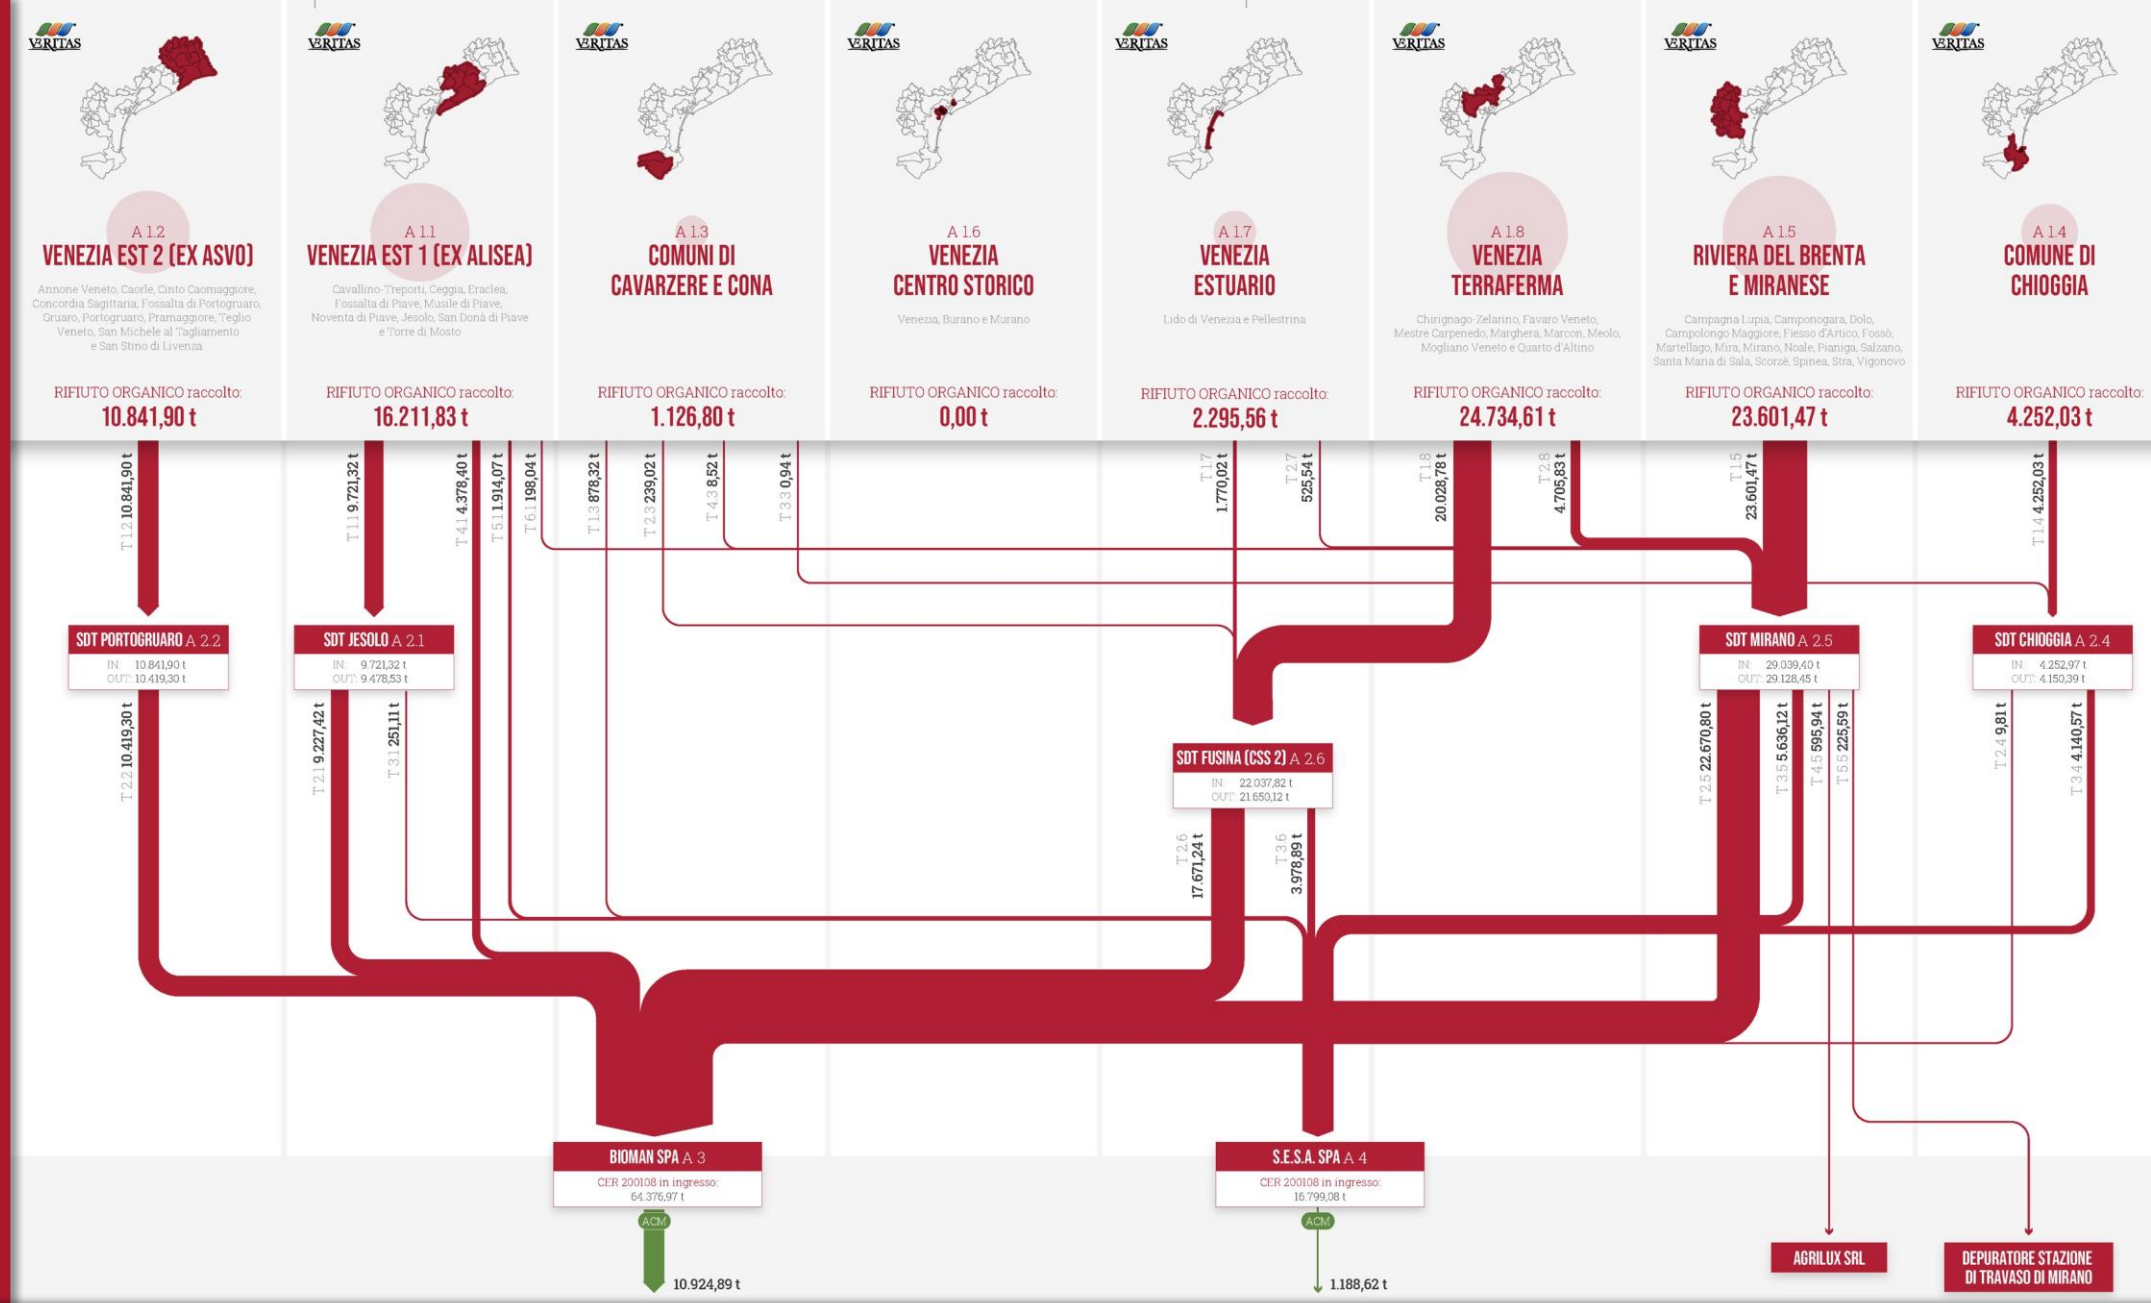 VERITAS
A 1.2
VENEZIA EST 2 (EX ASVO)
Annone Veneto, Caorle, Cinto Caomaggiore,
Concordia Sagittaria, Fossalta di Portogruaro,
Gruaro, Portogruaro, Pramaggiore, Teglio
Veneto, San Michele al Tagliamento
e San Stino di Livenza
RIFIUTO ORGANICO raccolto:
10.841,90 t
VERITAS
A 1.1
VENEZIA EST 1 (EX ALISEA)
Cavallino-Treporti, Ceggia, Eraclea,
Fossalta di Piave, Musile di Piave,
Noventa di Piave, Jesolo, San Donà di Piave
e Torre di Mosto
RIFIUTO ORGANICO raccolto:
16.211,83 t
VERITAS
A 1.3
COMUNI DI
CAVARZERE E CONA
RIFIUTO ORGANICO raccolto:
1.126,80 t
VERITAS
A 1.6
VENEZIA
CENTRO STORICO
Venezia, Burano e Murano
RIFIUTO ORGANICO raccolto:
0,00 t
VERITAS
A 1.7
VENEZIA
ESTUARIO
Lido di Venezia e Pellestrina
RIFIUTO ORGANICO raccolto:
2.295,56 t
VERITAS
A 1.8
VENEZIA
TERRAFERMA
Chirignago-Zelarino, Favaro Veneto,
Mestre Carpenedo, Marghera, Marcon, Meolo,
Mogliano Veneto e Quarto d'Altino
RIFIUTO ORGANICO raccolto:
24.734,61 t
VERITAS
A 1.5
RIVIERA DEL BRENTA
E MIRANESE
Campagna Lupia, Camponogara, Dolo,
Campolongo Maggiore, Fiesso d'Artico, Fossò,
Martellago, Mira, Mirano, Noale, Pianiga, Salzano,
Santa Maria di Sala, Scorzè, Spinea, Stra, Vigonovo
RIFIUTO ORGANICO raccolto:
23.601,47 t
VERITAS
A 1.4
COMUNE DI
CHIOGGIA
RIFIUTO ORGANICO raccolto:
4.252,03 t
T 1.2 10.841,90 t
T 1.1 9.721,32 t
T 4.1 4.378,40 t
T 5.1 1.914,07 t
T 6.1 198,04 t
T 1.3 878,32 t
T 2.3 239,02 t
T 4.3 8,52 t
T 3.3 0,94 t
T 1.7
1.770,02 t
T 2.7
525,54 t
T 1.8
20.028,78 t
T 2.8
4.705,83 t
T 1.5
23.601,47 t
T 1.4 4.252,03 t
SDT PORTOGRUARO A 2.2
IN: 10.841,90 t
OUT: 10.419,30 t
SDT JESOLO A 2.1
IN: 9.721,32 t
OUT: 9.478,53 t
SDT MIRANO A 2.5
IN: 29.039,40 t
OUT: 29.128,45 t
SDT CHIOGGIA A 2.4
IN: 4.252,97 t
OUT: 4.150,39 t
T 2.2 10.419,30 t
T 2.1 9.227,42 t
T 3.1 251,11 t
SDT FUSINA (CSS 2) A 2.6
IN: 22.037,82 t
OUT: 21.650,12 t
T 2.5 22.670,80 t
T 3.5 5.636,12 t
T 4.5 595,94 t
T 5.5 225,59 t
T 2.4 9,81 t
T 3.4 4.140,57 t
T 2.6
17.671,24 t
T 3.6
3.978,89 t
BIOMAN SPA A 3
CER 200108 in ingresso:
64.376,97 t
ACM
10.924,89 t
S.E.S.A. SPA A 4
CER 200108 in ingresso:
16.799,08 t
ACM
1.188,62 t
AGRILUX SRL
DEPURATORE STAZIONE
DI TRAVASO DI MIRANO